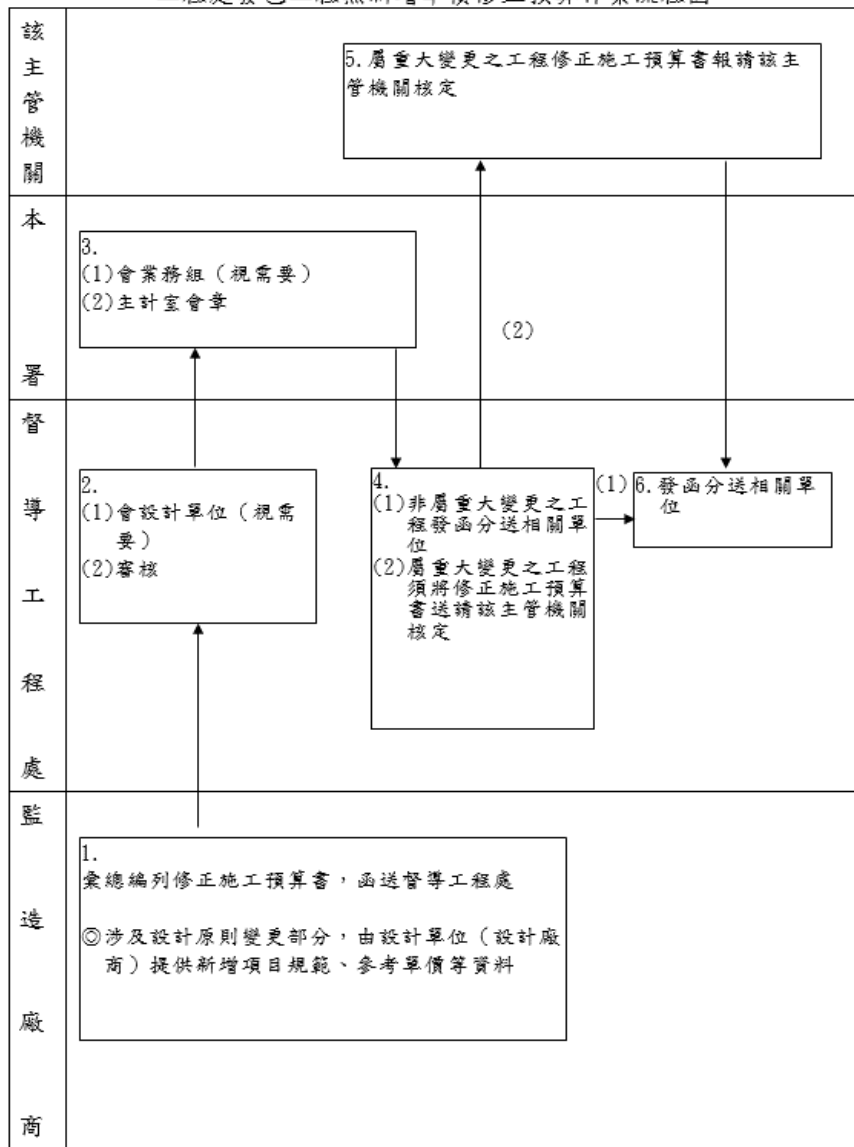 該主管機關
5.屬重大變更之工程修正施工預算書報請該主
管機關核定
本署
3.
(1)會業務組（視需要）
(2)主計室會章
(2)
督導工程處
2.
(1)會設計單位（視需
要）
(2)審核
4.
(1)非屬重大變更之工
程發函分送相關單
位
(2)屬重大變更之工程
須將修正施工預算
書送請該主管機關
核定
(1)
6.發函分送相關單
位
監造廠商
1.
彙總編列修正施工預算書，函送督導工程處
◎涉及設計原則變更部分，由設計單位（設計廠
商）提供新增項目規範、參考單價等資料